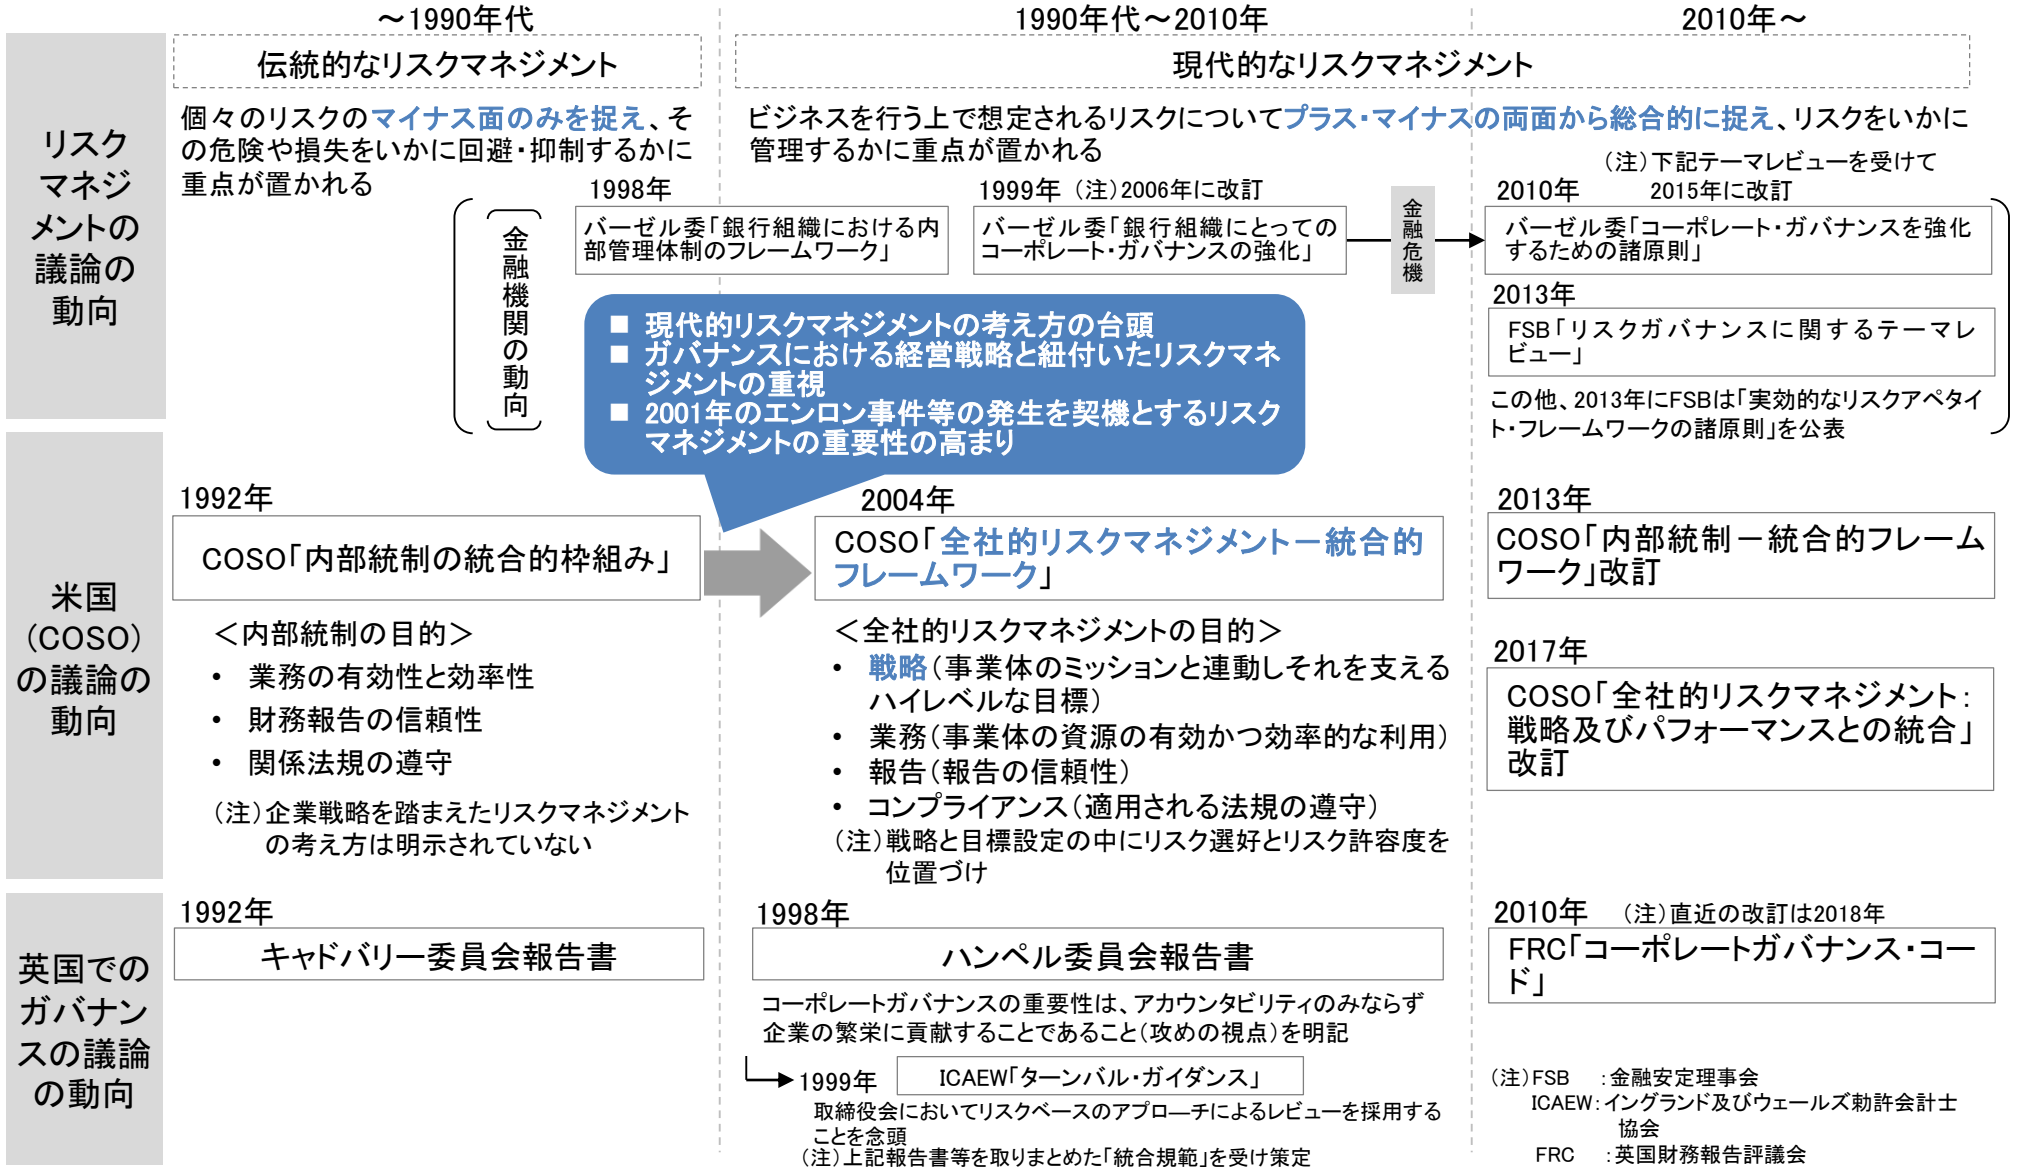 ～1990年代
1990年代～2010年
2010年～
リスク
マネジ
メントの
議論の
動向
伝統的なリスクマネジメント
現代的なリスクマネジメント
個々のリスクのマイナス面のみを捉え、そ
の危険や損失をいかに回避・抑制するかに
重点が置かれる
ビジネスを行う上で想定されるリスクについてプラス・マイナスの両面から総合的に捉え、リスクをいかに
管理するかに重点が置かれる
金融機関の動向
1998年
バーゼル委「銀行組織における内
部管理体制のフレームワーク」
1999年（注）2006年に改訂
バーゼル委「銀行組織にとっての
コーポレート・ガバナンスの強化」
金融危機
（注）下記テーマレビューを受けて
2015年に改訂
2010年
バーゼル委「コーポレート・ガバナンスを強化
するための諸原則」
2013年
FSB「リスクガバナンスに関するテーマレ
ビュー」
この他、2013年にFSBは「実効的なリスクアペタイ
ト・フレームワークの諸原則」を公表
■ 現代的リスクマネジメントの考え方の台頭
■ ガバナンスにおける経営戦略と紐付いたリスクマネ
ジメントの重視
■ 2001年のエンロン事件等の発生を契機とするリスク
マネジメントの重要性の高まり
米国
（COSO）
の議論の
動向
1992年
COSO「内部統制の統合的枠組み」
＜内部統制の目的＞
• 業務の有効性と効率性
• 財務報告の信頼性
• 関係法規の遵守
（注）企業戦略を踏まえたリスクマネジメント
の考え方は明示されていない
2004年
COSO「全社的リスクマネジメント－統合的
フレームワーク」
＜全社的リスクマネジメントの目的＞
• 戦略（事業体のミッションと連動しそれを支える
ハイレベルな目標）
• 業務（事業体の資源の有効かつ効率的な利用）
• 報告（報告の信頼性）
• コンプライアンス（適用される法規の遵守）
（注）戦略と目標設定の中にリスク選好とリスク許容度を
位置づけ
2013年
COSO「内部統制－統合的フレーム
ワーク」改訂
2017年
COSO「全社的リスクマネジメント：
戦略及びパフォーマンスとの統合」
改訂
英国での
ガバナン
スの議論
の動向
1992年
キャドバリー委員会報告書
1998年
ハンペル委員会報告書
コーポレートガバナンスの重要性は、アカウンタビリティのみならず
企業の繁栄に貢献することであること（攻めの視点）を明記
1999年
ICAEW「ターンバル・ガイダンス」
取締役会においてリスクベースのアプロ―チによるレビューを採用する
ことを念頭
（注）上記報告書等を取りまとめた「統合規範」を受け策定
2010年 （注）直近の改訂は2018年
FRC「コーポレートガバナンス・コー
ド」
（注）FSB ：金融安定理事会
ICAEW：イングランド及びウェールズ勅許会計士
協会
FRC ：英国財務報告評議会